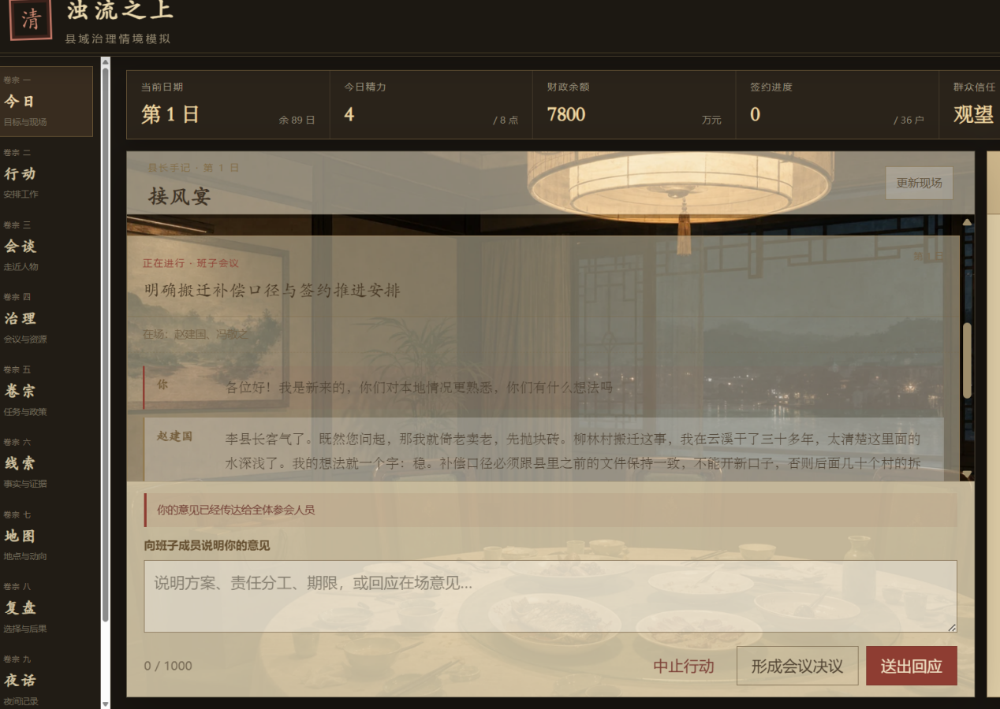 清
浊流之上
县域治理情境模拟
卷宗 一
今日
目标与现场
卷宗 二
行动
安排工作
卷宗 三
会谈
走近人物
卷宗 四
治理
会议与资源
卷宗 五
卷宗
任务与政策
卷宗 六
线索
事实与证据
卷宗 七
地图
地点与动向
卷宗 八
复盘
选择与后果
卷宗 九
夜话
夜间记录
当前日期
第 1 日
余 89 日
今日精力
4
/ 8 点
财政余额
7800
万元
签约进度
0
/ 36 户
群众信任
观望
县长手记 · 第 1 日
接风宴
更新现场
正在进行 · 班子会议
第 1 日
明确搬迁补偿口径与签约推进安排
在场：赵建国、冯敬之
你
各位好！我是新来的，你们对本地情况更熟悉，你们有什么想法吗
赵建国
李县长客气了。既然您问起，那我就倚老卖老，先抛块砖。柳林村搬迁这事，我在云溪干了三十多年，太清楚这里面的
水深浅了。我的想法就一个字：稳。补偿口径必须跟县里之前的文件保持一致，不能开新口子，否则后面几十个村的拆
你的意见已经传达给全体参会人员
向班子成员说明你的意见
说明方案、责任分工、期限，或回应在场意见...
0 / 1000
中止行动
形成会议决议
送出回应